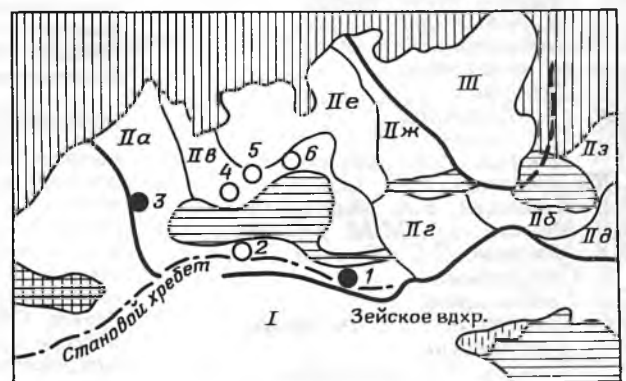 III
IIе
IIа
IIж
IIв
IIз
5
6
4
3
IIг
IIб
IIд
2
1
Становой хребет
I
Зейское вдхр.